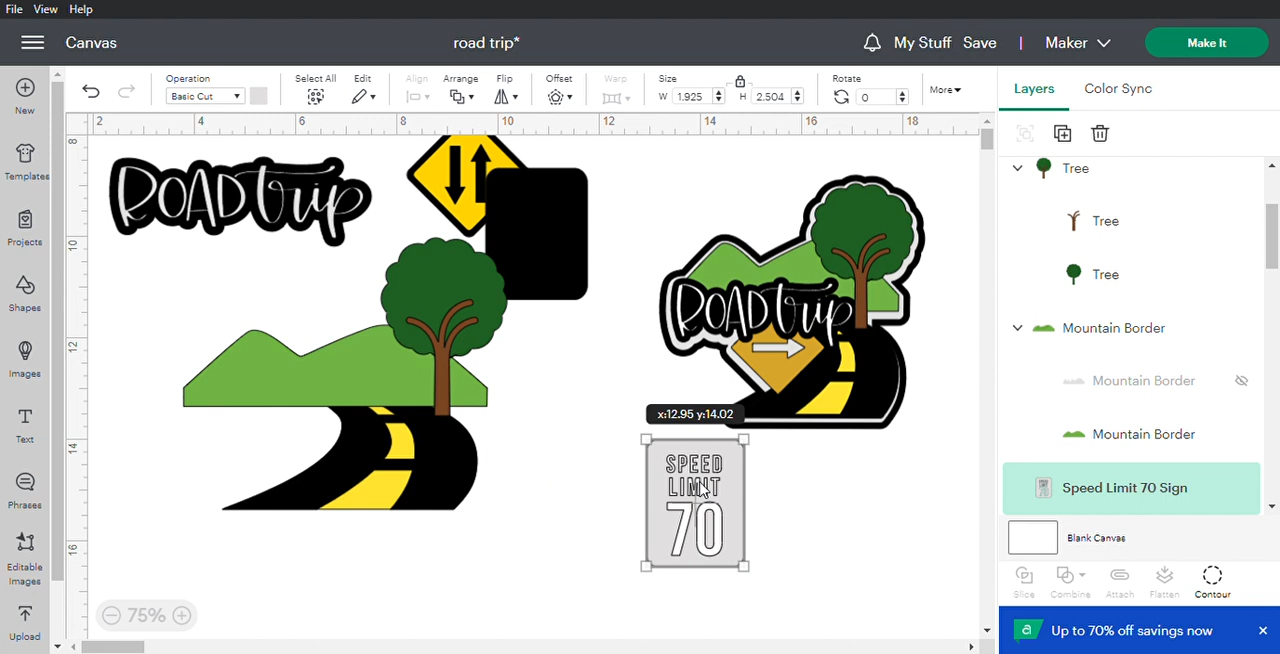 File View Help
Canvas
road trip*
My Stuff Save | Maker
Make It
New
Templates
Projects
Shapes
Images
Text
Phrases
Editable
Images
Upload
Operation
Basic Cut
Select All
Edit
Align
Arrange
Flip
Offset
Warp
Size
W 1.925
H 2.504
Rotate
0
More
2 4 6 8 10 12 14 16 18
8
10
12
14
16
ROAD trip
ROAD trip
x:12.95 y:14.02
SPEED
LIMIT
70
75%
Layers Color Sync
Tree
Tree
Tree
Mountain Border
Mountain Border
Mountain Border
Speed Limit 70 Sign
Blank Canvas
Slice Combine Attach Flatten Contour
a Up to 70% off savings now